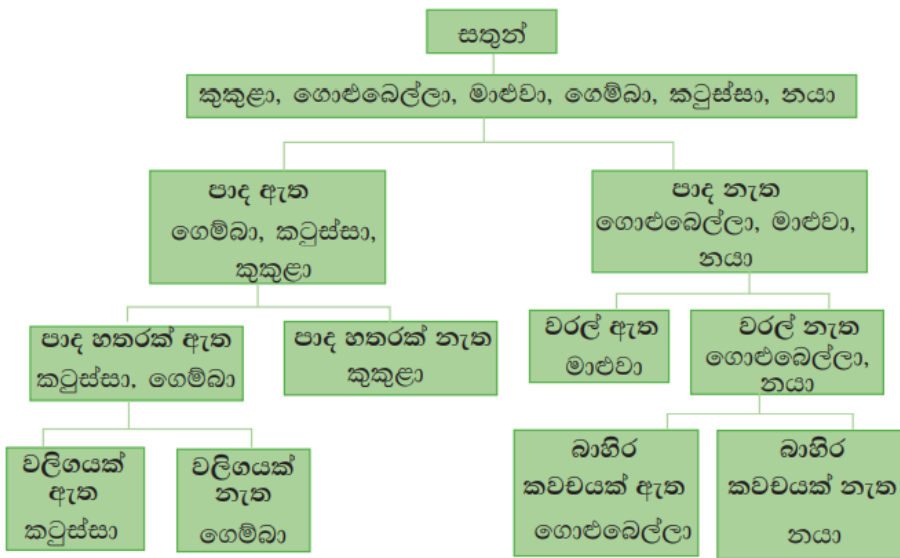 සතුන්
කුකුළා, ගොළුබෙල්ලා, මාළුවා, ගෙම්බා, කටුස්සා, නයා
පාද ඇත
ගෙම්බා, කටුස්සා,
කුකුළා
පාද නැත
ගොළුබෙල්ලා, මාළුවා,
නයා
පාද හතරක් ඇත
කටුස්සා, ගෙම්බා
පාද හතරක් නැත
කුකුළා
වරල් ඇත
මාළුවා
වරල් නැත
ගොළුබෙල්ලා,
නයා
වලිගයක්
ඇත
කටුස්සා
වලිගයක්
නැත
ගෙම්බා
බාහිර
කවචයක් ඇත
ගොළුබෙල්ලා
බාහිර
කවචයක් නැත
නයා